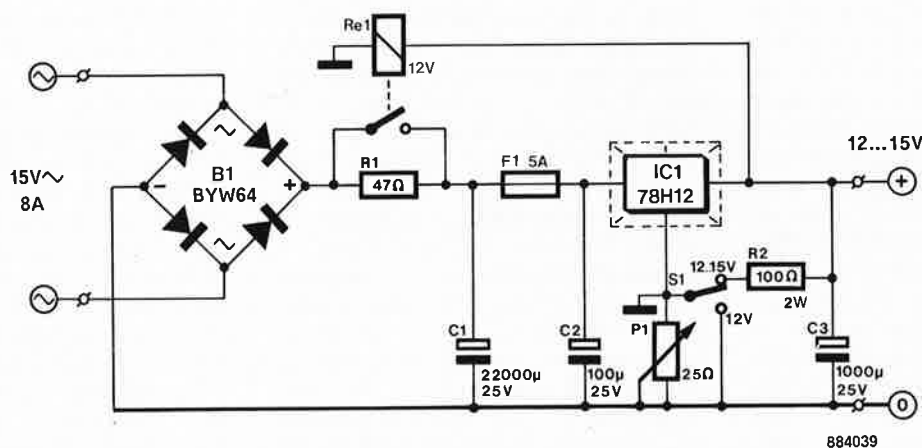 Re1
12V
15V~
8A
~
B1
BYW64
~
-
+
R1
47Ω
F1 5A
IC1
78H12
12...15V
+
S1
12..15V
12V
R2
100Ω
2W
P1
25Ω
C1
22000µ
25V
C2
100µ
25V
C3
1000µ
25V
0
884039